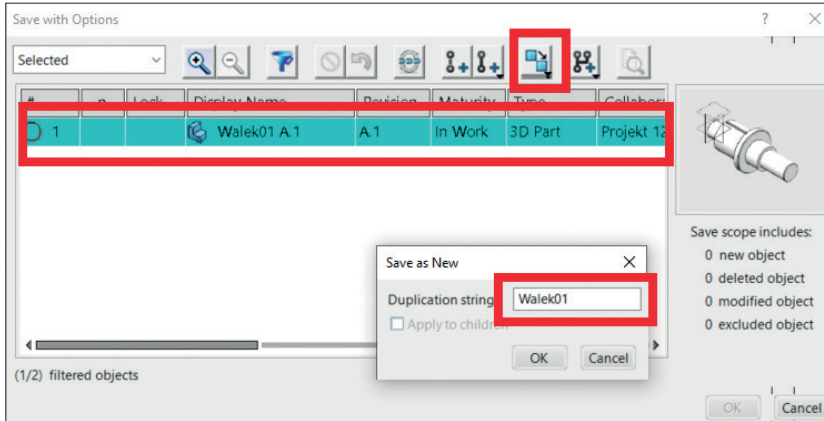 Save with Options
?
Selected
# n Lock Display Name Revision Maturity Type Collabor
1 Walek01 A.1 A.1 In Work 3D Part Projekt 12
Save scope includes:
0 new object
0 deleted object
0 modified object
0 excluded object
Save as New
Duplication string Walek01
Apply to children
OK Cancel
(1/2) filtered objects
OK Cancel